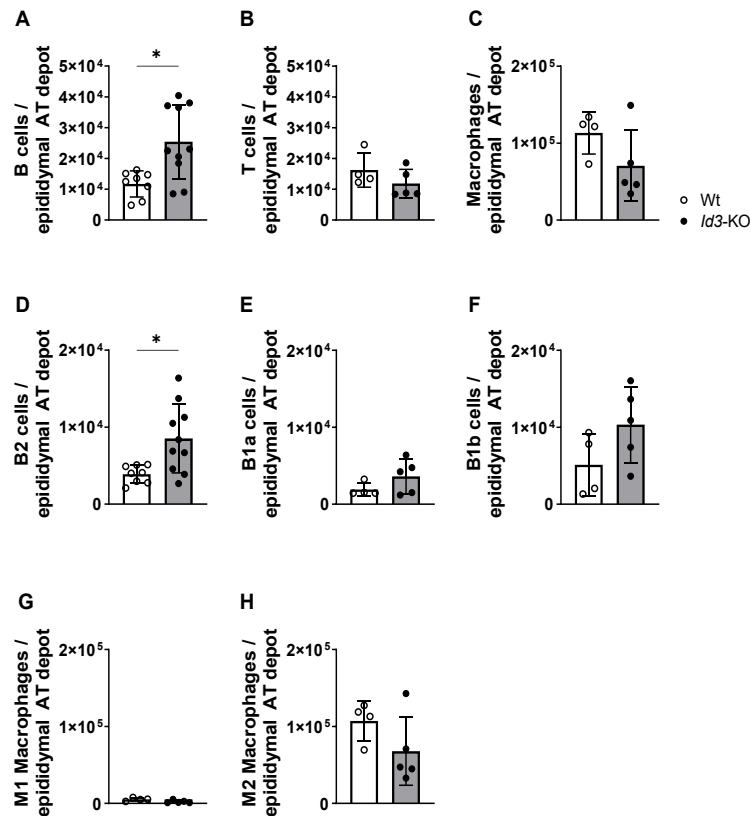 A
B cells /
epididymal AT depot
5×10⁴
4×10⁴
3×10⁴
2×10⁴
1×10⁴
0
*
B
T cells /
epididymal AT depot
5×10⁴
4×10⁴
3×10⁴
2×10⁴
1×10⁴
0
C
Macrophages /
epididymal AT depot
2×10⁵
1×10⁵
0
Wt
Id3-KO
D
B2 cells /
epididymal AT depot
2×10⁴
1×10⁴
0
*
E
B1a cells /
epididymal AT depot
2×10⁴
1×10⁴
0
F
B1b cells /
epididymal AT depot
2×10⁴
1×10⁴
0
G
M1 Macrophages /
epididymal AT depot
2×10⁵
1×10⁵
0
H
M2 Macrophages /
epididymal AT depot
2×10⁵
1×10⁵
0